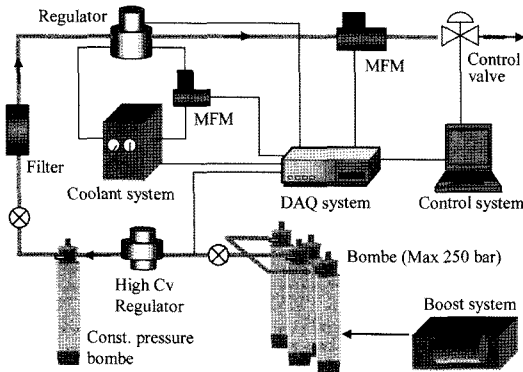 Regulator
MFM
Control
valve
MFM
Filter
Coolant system
DAQ system
Control system
Bombe (Max 250 bar)
High Cv
Regulator
Boost system
Const. pressure
bombe